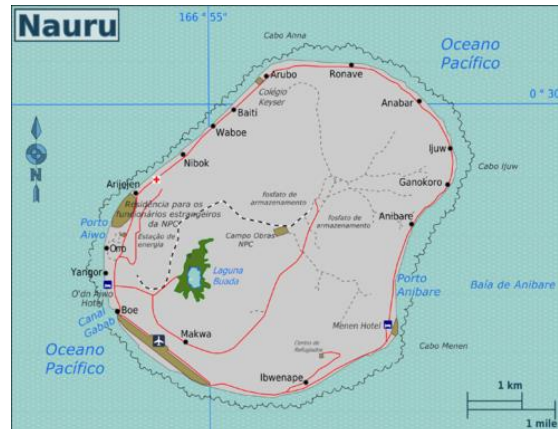 Nauru
166 ° 55'
Cabo Anna
Oceano
Pacífico
Arubo
Ronave
Colégio
Keyser
Anabar
0 ° 30
Baiti
Waboe
Ijuw
Nibok
Cabo Ijuw
Arijejen
Ganokoro
Residência para os
funcionários estrangeiros
da NPC
fosfato de
armazenamento
fosfato de
armazenamento
Porto
Aiwo
Anibare
Estação de
energia
Campo Obras
NPC
Orro
Yangor
Laguna
Buada
Porto
Anibare
Baía de Anibare
O'dn Aiwo
Hotel
Canal
Gabab
Boe
Menen Hotel
Makwa
Cabo Menen
Oceano
Pacífico
Centro de
Refugiados
Ibwenape
1 km
1 mile